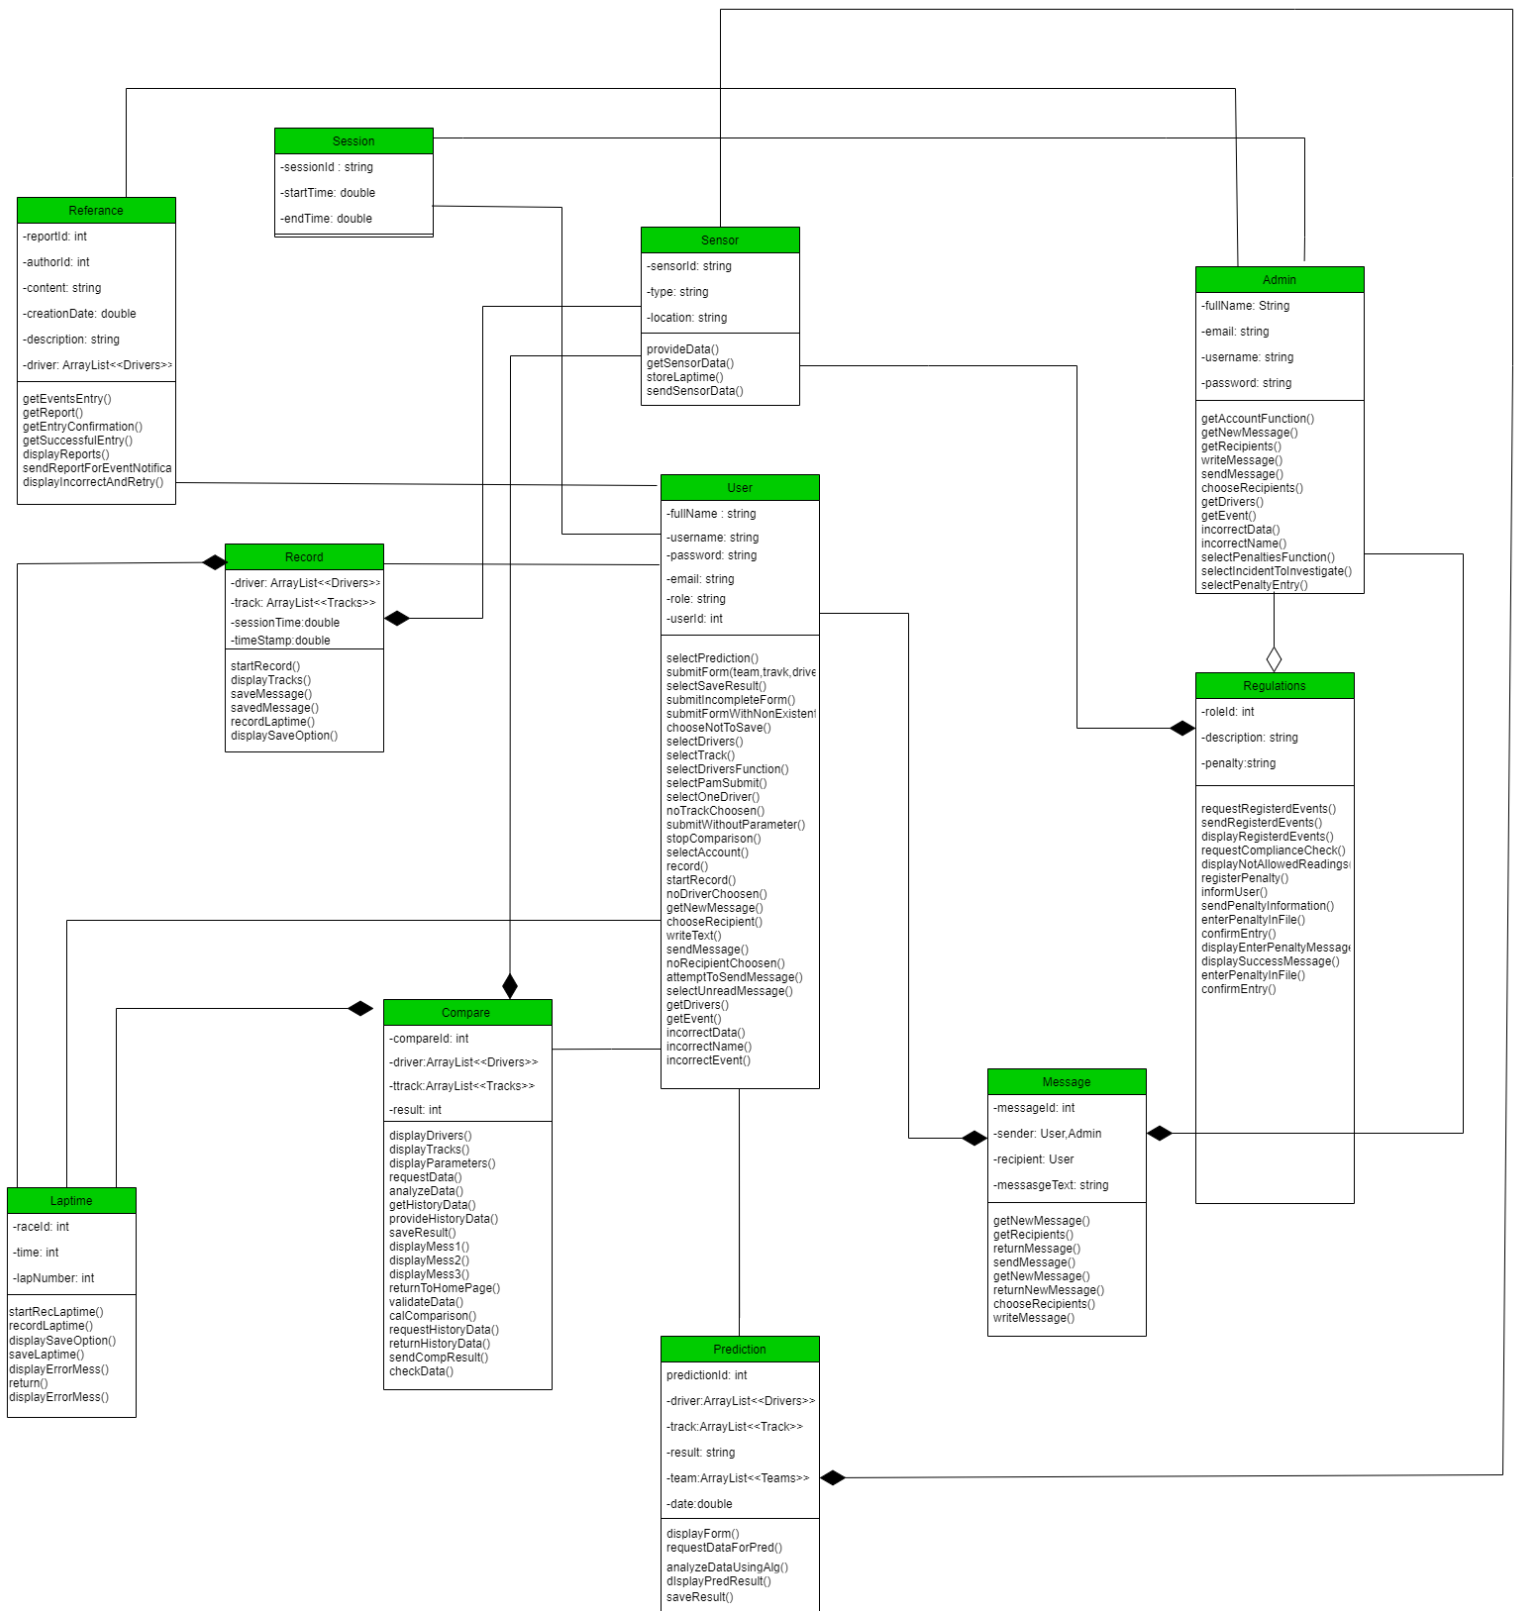 Session
-sessionId : string
-startTime: double
-endTime: double
Referance
-reportId: int
-authorId: int
-content: string
-creationDate: double
-description: string
-driver: ArrayList<<Drivers>>
getEventsEntry()
getReport()
getEntryConfirmation()
getSuccessfulEntry()
displayReports()
sendReportForEventNotifica
displayIncorrectAndRetry()
Sensor
-sensorId: string
-type: string
-location: string
provideData()
getSensorData()
storeLaptime()
sendSensorData()
Admin
-fullName: String
-email: string
-username: string
-password: string
getAccountFunction()
getNewMessage()
getRecipients()
writeMessage()
sendMessage()
chooseRecipients()
getDrivers()
getEvent()
incorrectData()
incorrectName()
selectPenaltiesFunction()
selectIncidentToInvestigate()
selectPenaltyEntry()
User
-fullName : string
-username: string
-password: string
-email: string
-role: string
-userId: int
selectPrediction()
submitForm(team,travk,drive
selectSaveResult()
submitIncompleteForm()
submitFormWithNonExistent
chooseNotToSave()
selectDrivers()
selectTrack()
selectDriversFunction()
selectPamSubmit()
selectOneDriver()
noTrackChoosen()
submitWithoutParameter()
stopComparison()
selectAccount()
record()
startRecord()
noDriverChoosen()
getNewMessage()
chooseRecipient()
writeText()
sendMessage()
noRecipientChoosen()
attemptToSendMessage()
selectUnreadMessage()
getDrivers()
getEvent()
incorrectData()
incorrectName()
incorrectEvent()
Record
-driver: ArrayList<<Drivers>>
-track: ArrayList<<Tracks>>
-sessionTime:double
-timeStamp:double
startRecord()
displayTracks()
saveMessage()
savedMessage()
recordLaptime()
displaySaveOption()
Regulations
-roleId: int
-description: string
-penalty:string
requestRegisterdEvents()
sendRegisterdEvents()
displayRegisterdEvents()
requestComplianceCheck()
displayNotAllowedReadings(
registerPenalty()
informUser()
sendPenaltyInformation()
enterPenaltyInFile()
confirmEntry()
displayEnterPenaltyMessage
displaySuccessMessage()
enterPenaltyInFile()
confirmEntry()
Compare
-compareId: int
-driver:ArrayList<<Drivers>>
-ttrack:ArrayList<<Tracks>>
-result: int
displayDrivers()
displayTracks()
displayParameters()
requestData()
analyzeData()
getHistoryData()
provideHistoryData()
saveResult()
displayMess1()
displayMess2()
displayMess3()
returnToHomePage()
validateData()
calComparison()
requestHistoryData()
returnHistoryData()
sendCompResult()
checkData()
Message
-messageId: int
-sender: User,Admin
-recipient: User
-messasgeText: string
getNewMessage()
getRecipients()
returnMessage()
sendMessage()
getNewMessage()
returnNewMessage()
chooseRecipients()
writeMessage()
Laptime
-raceId: int
-time: int
-lapNumber: int
startRecLaptime()
recordLaptime()
displaySaveOption()
saveLaptime()
displayErrorMess()
return()
displayErrorMess()
Prediction
predictionId: int
-driver:ArrayList<<Drivers>>
-track:ArrayList<<Track>>
-result: string
-team:ArrayList<<Teams>>
-date:double
displayForm()
requestDataForPred()
analyzeDataUsingAlg()
dIsplayPredResult()
saveResult()